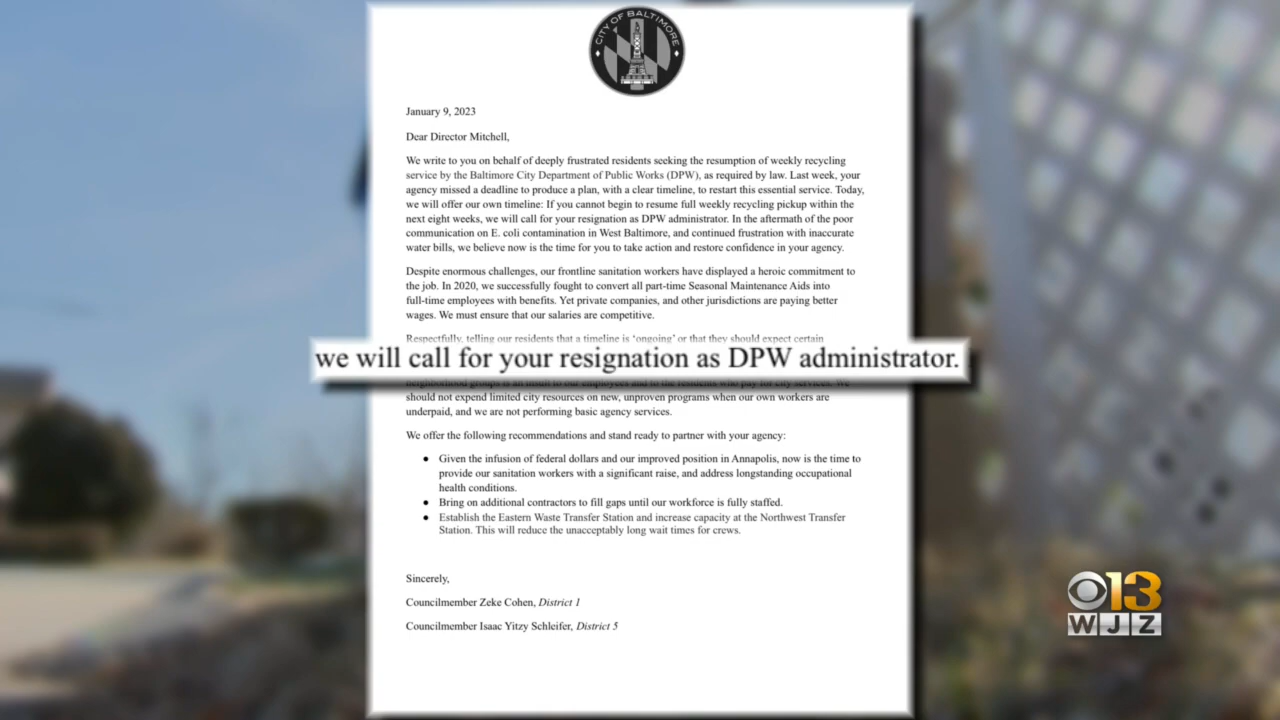 CITY OF BALTIMORE
January 9, 2023
Dear Director Mitchell,
We write to you on behalf of deeply frustrated residents seeking the resumption of weekly recycling
service by the Baltimore City Department of Public Works (DPW), as required by law. Last week, your
agency missed a deadline to produce a plan, with a clear timeline, to restart this essential service. Today,
we will offer our own timeline: If you cannot begin to resume full weekly recycling pickup within the
next eight weeks, we will call for your resignation as DPW administrator. In the aftermath of the poor
communication on E. coli contamination in West Baltimore, and continued frustration with inaccurate
water bills, we believe now is the time for you to take action and restore confidence in your agency.
Despite enormous challenges, our frontline sanitation workers have displayed a heroic commitment to
the job. In 2020, we successfully fought to convert all part-time Seasonal Maintenance Aids into
full-time employees with benefits. Yet private companies, and other jurisdictions are paying better
wages. We must ensure that our salaries are competitive.
Respectfully, telling our residents that a timeline is ‘ongoing’ or that they should expect certain
we will call for your resignation as DPW administrator.
neighborhood groups is an insult to our employees and to the residents who pay for city services. We
should not expend limited city resources on new, unproven programs when our own workers are
underpaid, and we are not performing basic agency services.
We offer the following recommendations and stand ready to partner with your agency:
● Given the infusion of federal dollars and our improved position in Annapolis, now is the time to
provide our sanitation workers with a significant raise, and address longstanding occupational
health conditions.
● Bring on additional contractors to fill gaps until our workforce is fully staffed.
● Establish the Eastern Waste Transfer Station and increase capacity at the Northwest Transfer
Station. This will reduce the unacceptably long wait times for crews.
Sincerely,
Councilmember Zeke Cohen, District 1
Councilmember Isaac Yitzy Schleifer, District 5
13
WJZ